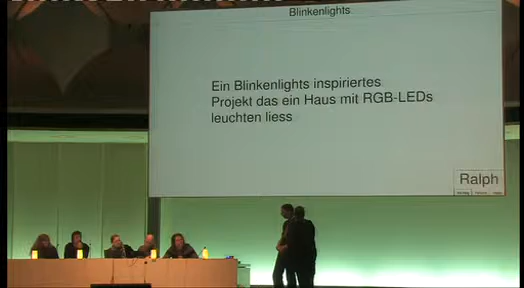 Blinkenlights
Ein Blinkenlights inspiriertes
Projekt das ein Haus mit RGB-LEDs
leuchten liess
Ralph